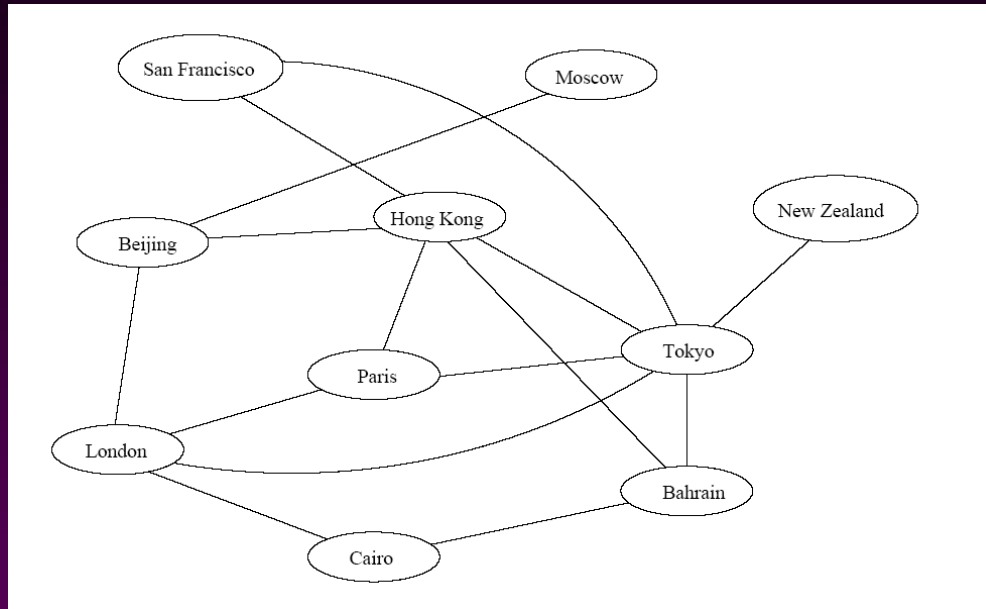 San Francisco
Moscow
New Zealand
Hong Kong
Beijing
Tokyo
Paris
London
Bahrain
Cairo